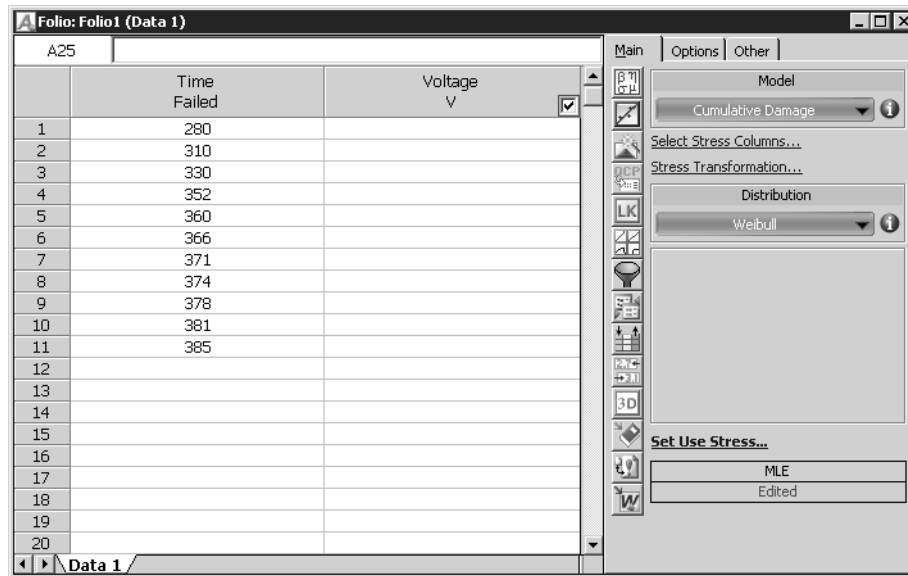 Folio: Folio1 (Data 1)
A25
Main Options Other
Time Failed Voltage V
1 280
2 310
3 330
4 352
5 360
6 366
7 371
8 374
9 378
10 381
11 385
12
13
14
15
16
17
18
19
20
Data 1
β η σ μ
QCP
LK
3D
W
Model
Cumulative Damage
Select Stress Columns...
Stress Transformation...
Distribution
Weibull
Set Use Stress...
MLE
Edited